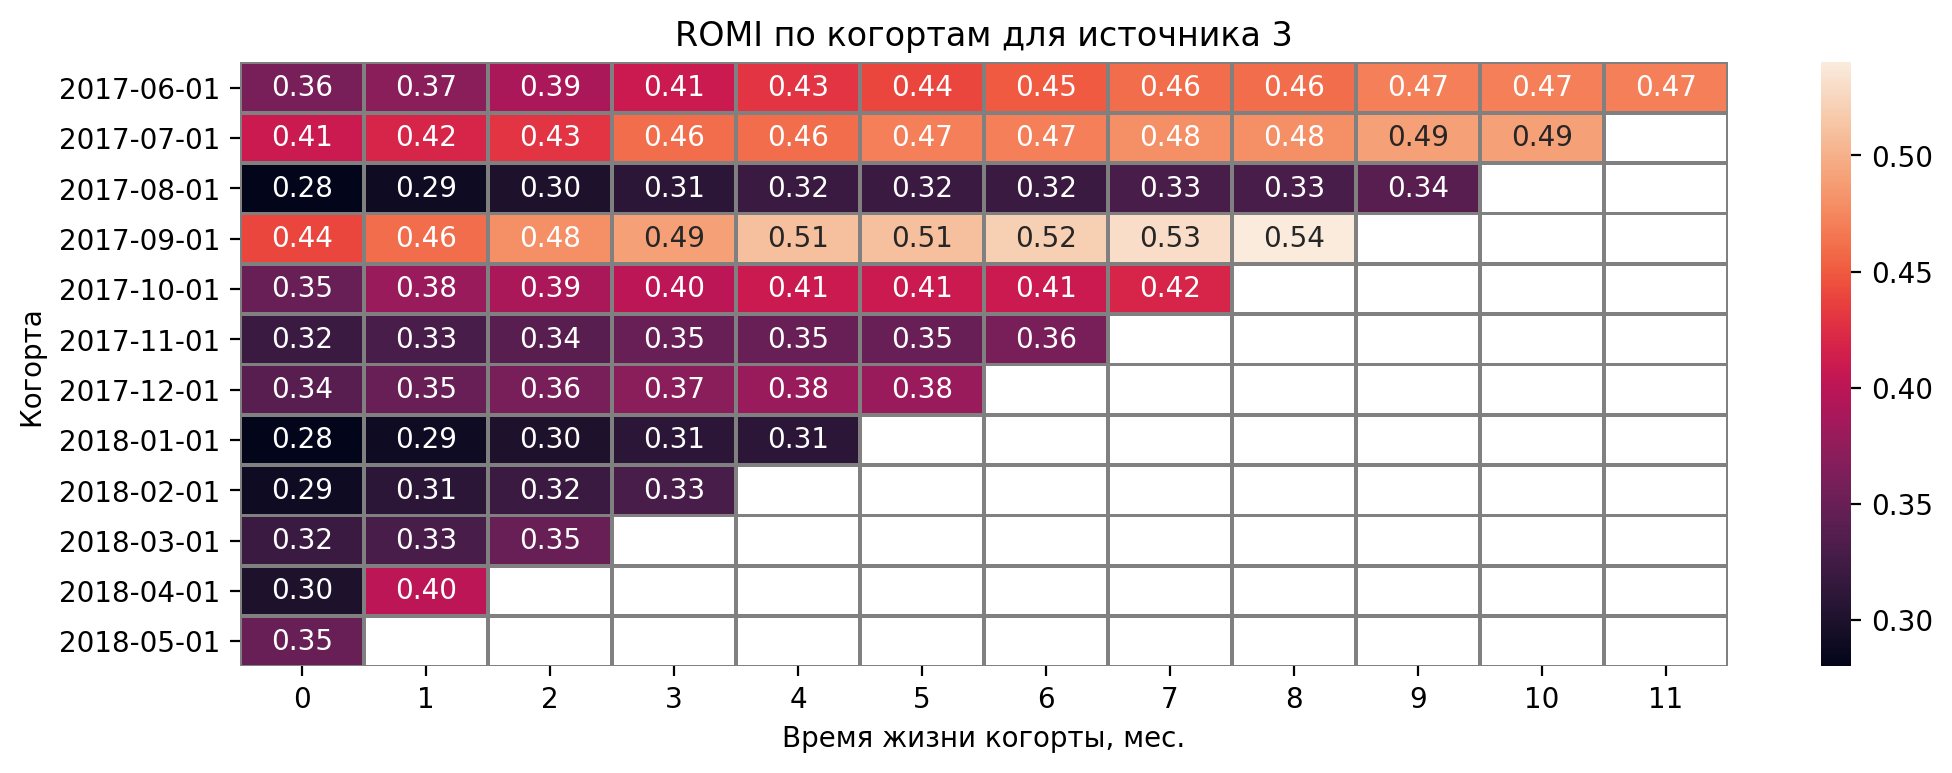 ROMI по когортам для источника 3
Когорта
2017-06-01 0.36 0.37 0.39 0.41 0.43 0.44 0.45 0.46 0.46 0.47 0.47 0.47
2017-07-01 0.41 0.42 0.43 0.46 0.46 0.47 0.47 0.48 0.48 0.49 0.49
2017-08-01 0.28 0.29 0.30 0.31 0.32 0.32 0.32 0.33 0.33 0.34
2017-09-01 0.44 0.46 0.48 0.49 0.51 0.51 0.52 0.53 0.54
2017-10-01 0.35 0.38 0.39 0.40 0.41 0.41 0.41 0.42
2017-11-01 0.32 0.33 0.34 0.35 0.35 0.35 0.36
2017-12-01 0.34 0.35 0.36 0.37 0.38 0.38
2018-01-01 0.28 0.29 0.30 0.31 0.31
2018-02-01 0.29 0.31 0.32 0.33
2018-03-01 0.32 0.33 0.35
2018-04-01 0.30 0.40
2018-05-01 0.35
0 1 2 3 4 5 6 7 8 9 10 11
Время жизни когорты, мес.
0.50
0.45
0.40
0.35
0.30